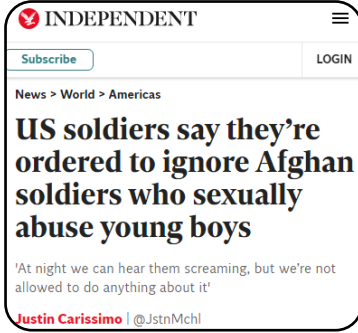 INDEPENDENT
Subscribe
LOGIN
News > World > Americas
US soldiers say they’re
ordered to ignore Afghan
soldiers who sexually
abuse young boys
'At night we can hear them screaming, but we’re not
allowed to do anything about it'
Justin Carissimo | @JstnMchl